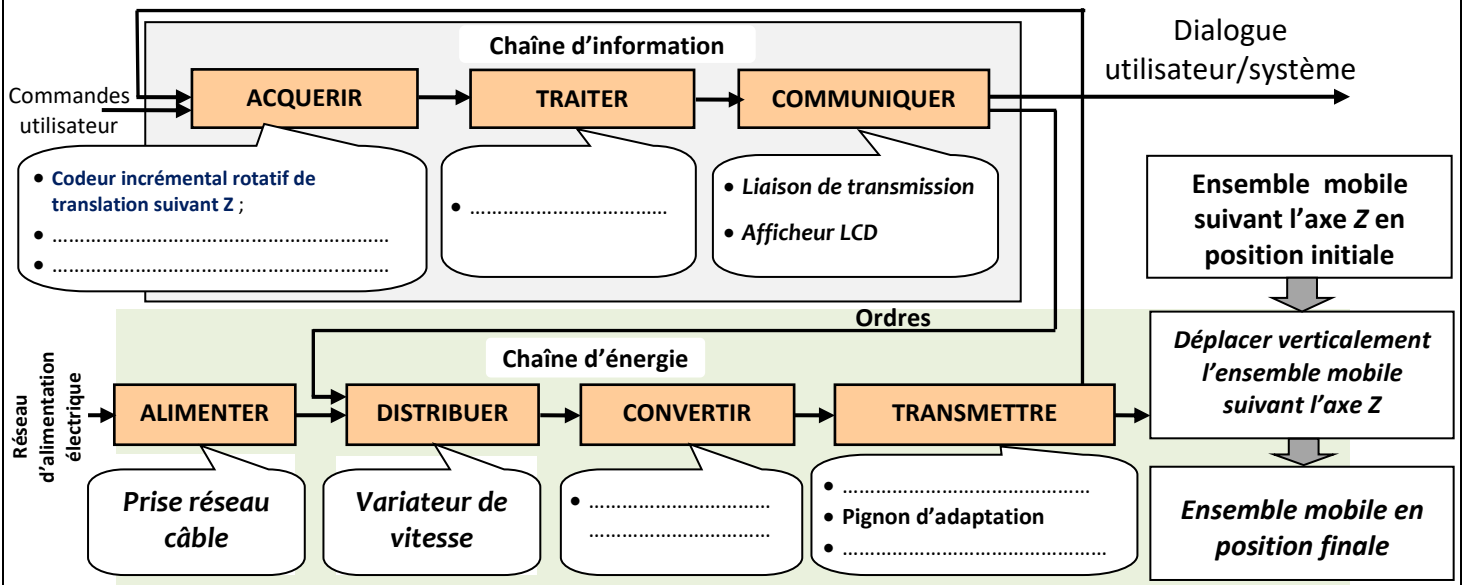 Chaîne d'information
Dialogue
utilisateur/système
Commandes
utilisateur
ACQUERIR
TRAITER
COMMUNIQUER
• Codeur incrémental rotatif de
translation suivant Z ;
• ……………………………………………………
• ……………………………………………………
• ………………………………
• Liaison de transmission
• Afficheur LCD
Ensemble mobile
suivant l'axe Z en
position initiale
Ordres
Chaîne d'énergie
Déplacer verticalement
l'ensemble mobile
suivant l'axe Z
Réseau
d'alimentation
électrique
ALIMENTER
DISTRIBUER
CONVERTIR
TRANSMETTRE
Prise réseau
câble
Variateur de
vitesse
• ……………………………
……………………………
• ………………………………………
• Pignon d'adaptation
• …………………………………………
Ensemble mobile en
position finale